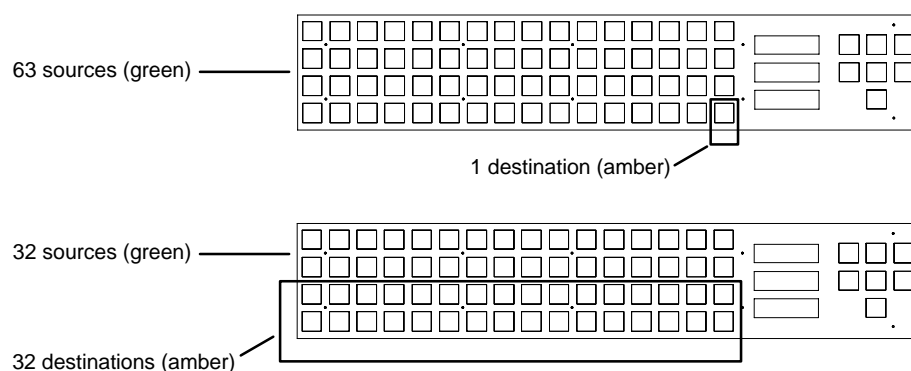 63 sources (green)
1 destination (amber)
32 sources (green)
32 destinations (amber)